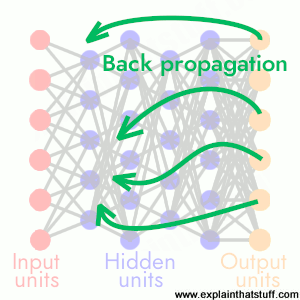 Back propagation
Input
units
Hidden
units
Output
units
www.explainthatstuff.com